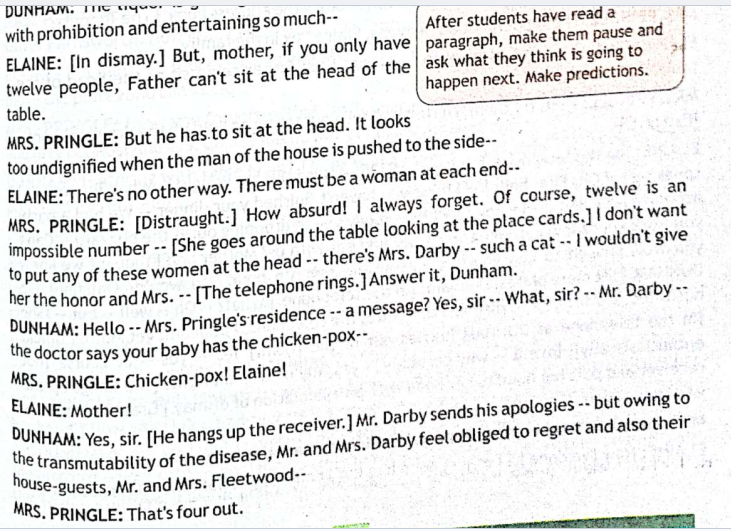 DUNHAM: The liquor is
with prohibition and entertaining so much--
ELAINE: [In dismay.] But, mother, if you only have
twelve people, Father can't sit at the head of the
table.
After students have read a
paragraph, make them pause and
ask what they think is going to
happen next. Make predictions.
MRS. PRINGLE: But he has to sit at the head. It looks
too undignified when the man of the house is pushed to the side--
ELAINE: There's no other way. There must be a woman at each end--
MRS. PRINGLE: [Distraught.] How absurd! I always forget. Of course, twelve is an
impossible number -- [She goes around the table looking at the place cards.] I don't want
to put any of these women at the head -- there's Mrs. Darby -- such a cat -- I wouldn't give
her the honor and Mrs. -- [The telephone rings.] Answer it, Dunham.
DUNHAM: Hello -- Mrs. Pringle's residence -- a message? Yes, sir -- What, sir? -- Mr. Darby --
the doctor says your baby has the chicken-pox--
MRS. PRINGLE: Chicken-pox! Elaine!
ELAINE: Mother!
DUNHAM: Yes, sir. [He hangs up the receiver.] Mr. Darby sends his apologies -- but owing to
the transmutability of the disease, Mr. and Mrs. Darby feel obliged to regret and also their
house-guests, Mr. and Mrs. Fleetwood--
MRS. PRINGLE: That's four out.